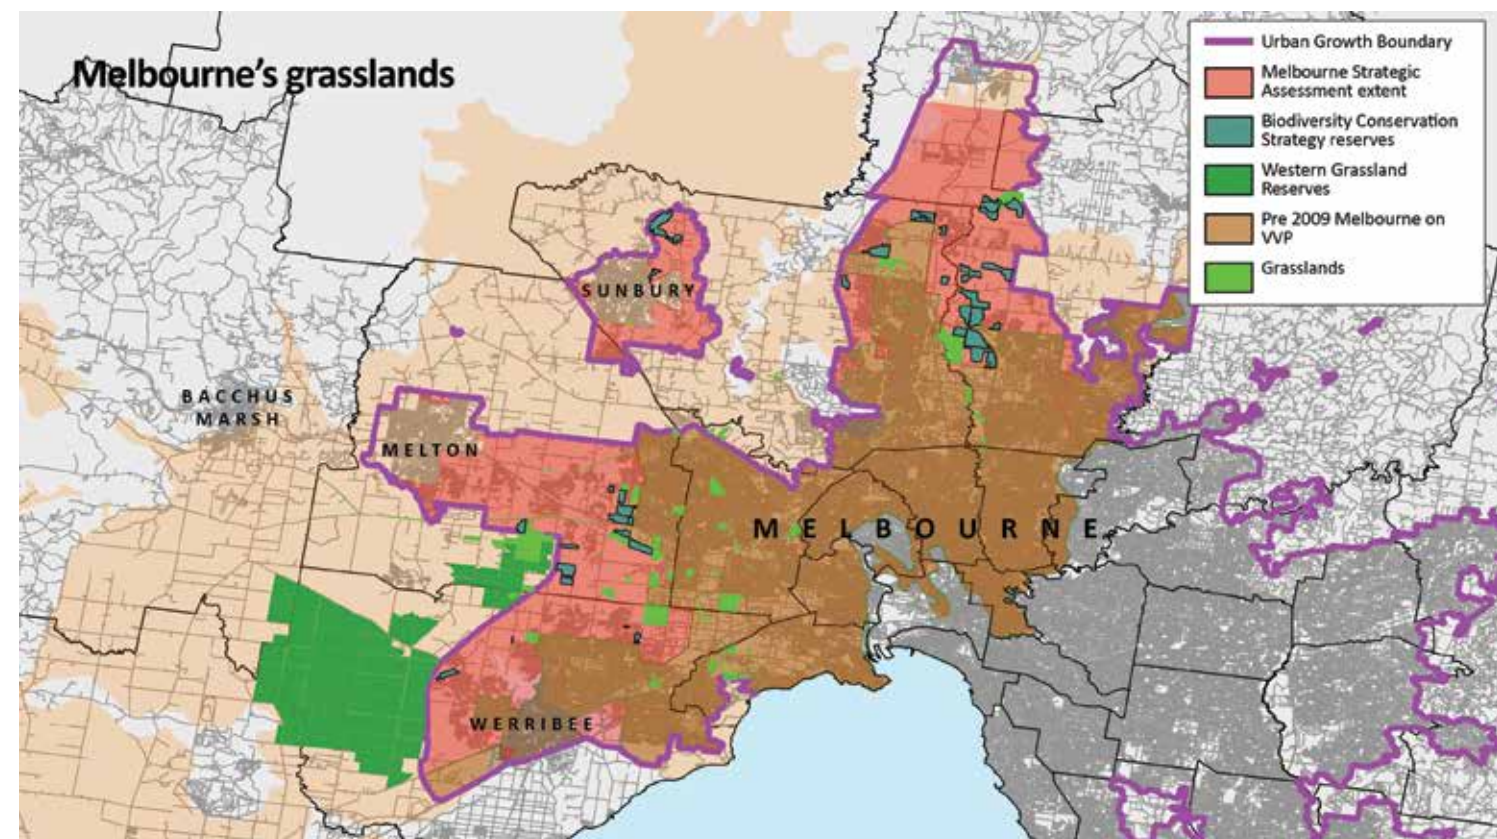 Melbourne's grasslands
Urban Growth Boundary
Melbourne Strategic
Assessment extent
Biodiversity Conservation
Strategy reserves
Western Grassland
Reserves
Pre 2009 Melbourne on
VVP
Grasslands
SUNBURY
BACCHUS
MARSH
MELTON
MELBOURNE
WERRIBEE